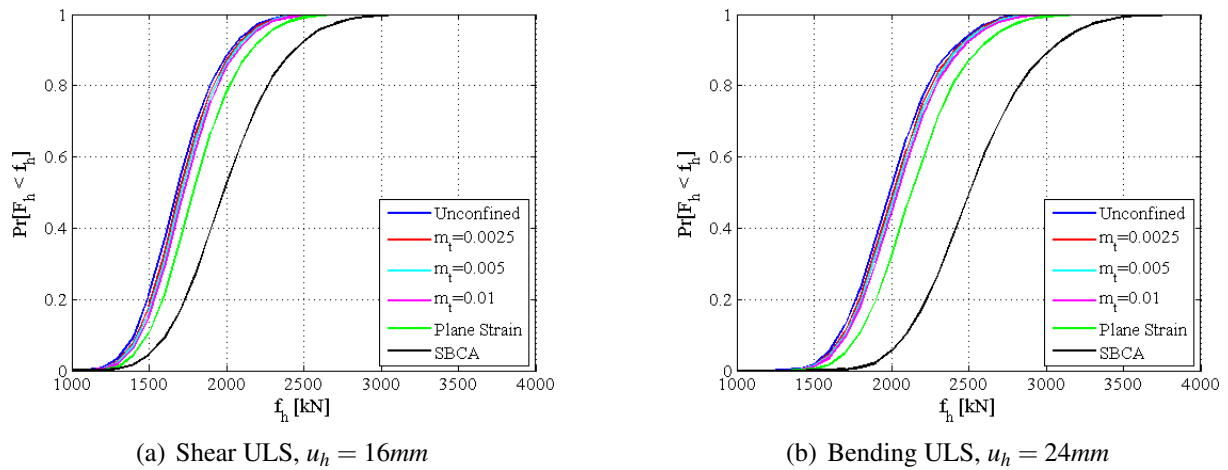 1
0.8
0.6
0.4
0.2
0
Pr[F_h < f_h]
1000 1500 2000 2500 3000 3500 4000
f_h [kN]
Unconfined
m_t=0.0025
m_t=0.005
m_t=0.01
Plane Strain
SBCA
(a) Shear ULS, u_h = 16mm
1
0.8
0.6
0.4
0.2
0
Pr[F_h < f_h]
1000 1500 2000 2500 3000 3500 4000
f_h [kN]
Unconfined
m_t=0.0025
m_t=0.005
m_t=0.01
Plane Strain
SBCA
(b) Bending ULS, u_h = 24mm